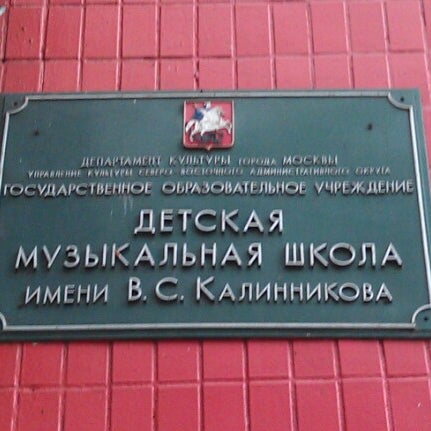 ДЕПАРТАМЕНТ КУЛЬТУРЫ ГОРОДА МОСКВЫ
УПРАВЛЕНИЕ КУЛЬТУРЫ СЕВЕРО-ВОСТОЧНОГО АДМИНИСТРАТИВНОГО ОКРУГА
ГОСУДАРСТВЕННОЕ ОБРАЗОВАТЕЛЬНОЕ УЧРЕЖДЕНИЕ
ДЕТСКАЯ
МУЗЫКАЛЬНАЯ ШКОЛА
ИМЕНИ В. С. КАЛИННИКОВА